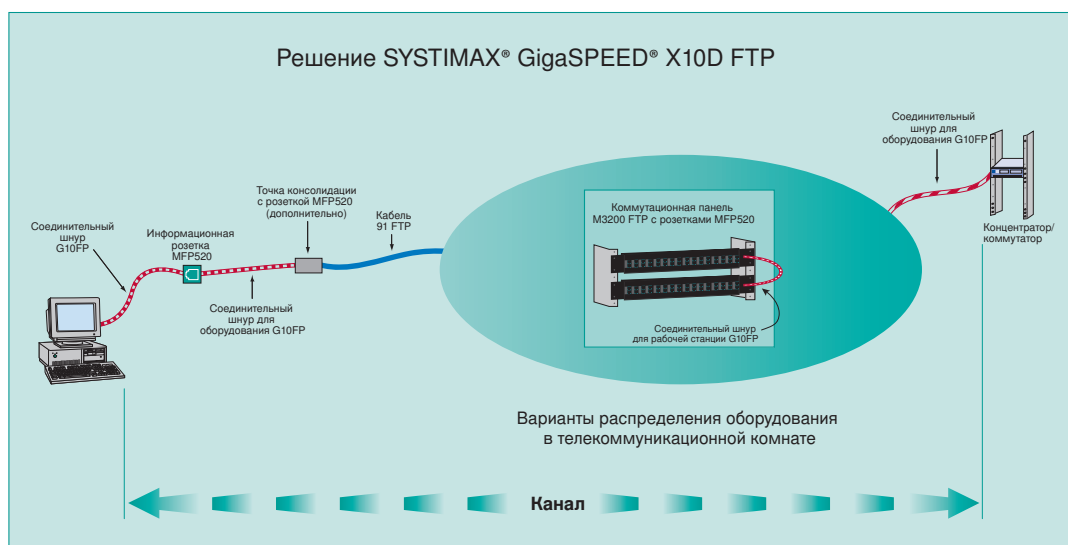 Решение SYSTIMAX® GigaSPEED® X10D FTP
Соединительный
шнур для
оборудования G10FP
Концентратор/
коммутатор
Точка консолидации
с розеткой MFP520
(дополнительно)
Кабель
91 FTP
Соединительный
шнур
G10FP
Информационная
розетка
MFP520
Соединительный
шнур для
оборудования G10FP
Коммутационная панель
M3200 FTP с розетками MFP520
Соединительный шнур
для рабочей станции G10FP
Варианты распределения оборудования
в телекоммуникационной комнате
Канал